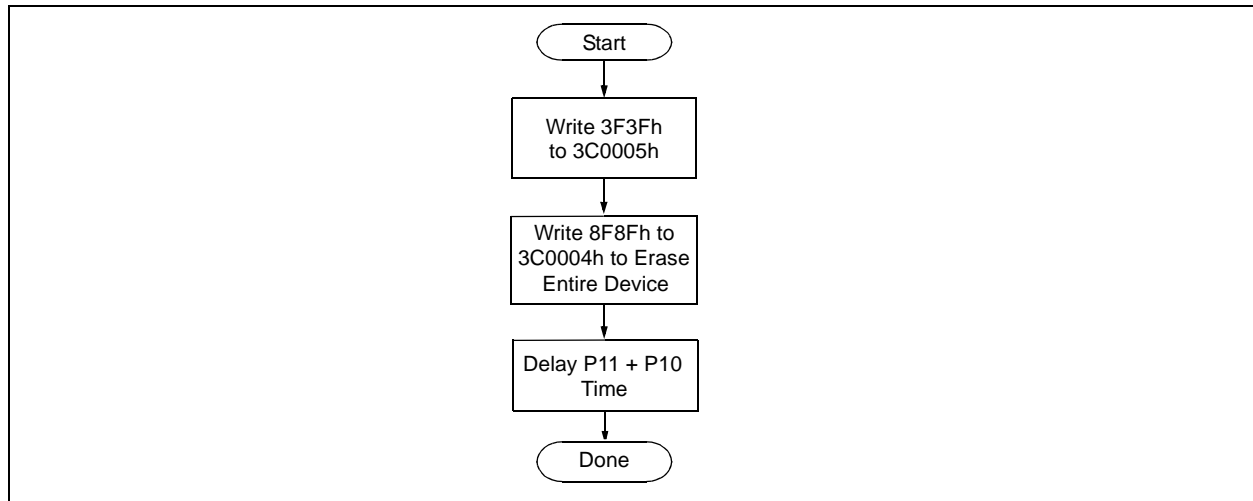 Start
Write 3F3Fh
to 3C0005h
Write 8F8Fh to
3C0004h to Erase
Entire Device
Delay P11 + P10
Time
Done